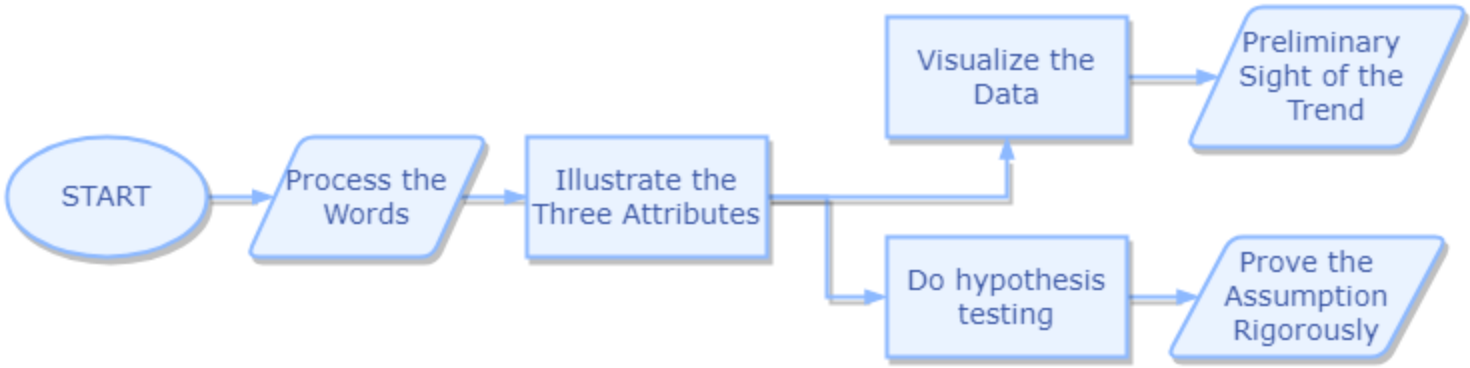 START
Process the
Words
Illustrate the
Three Attributes
Visualize the
Data
Preliminary
Sight of the
Trend
Do hypothesis
testing
Prove the
Assumption
Rigorously